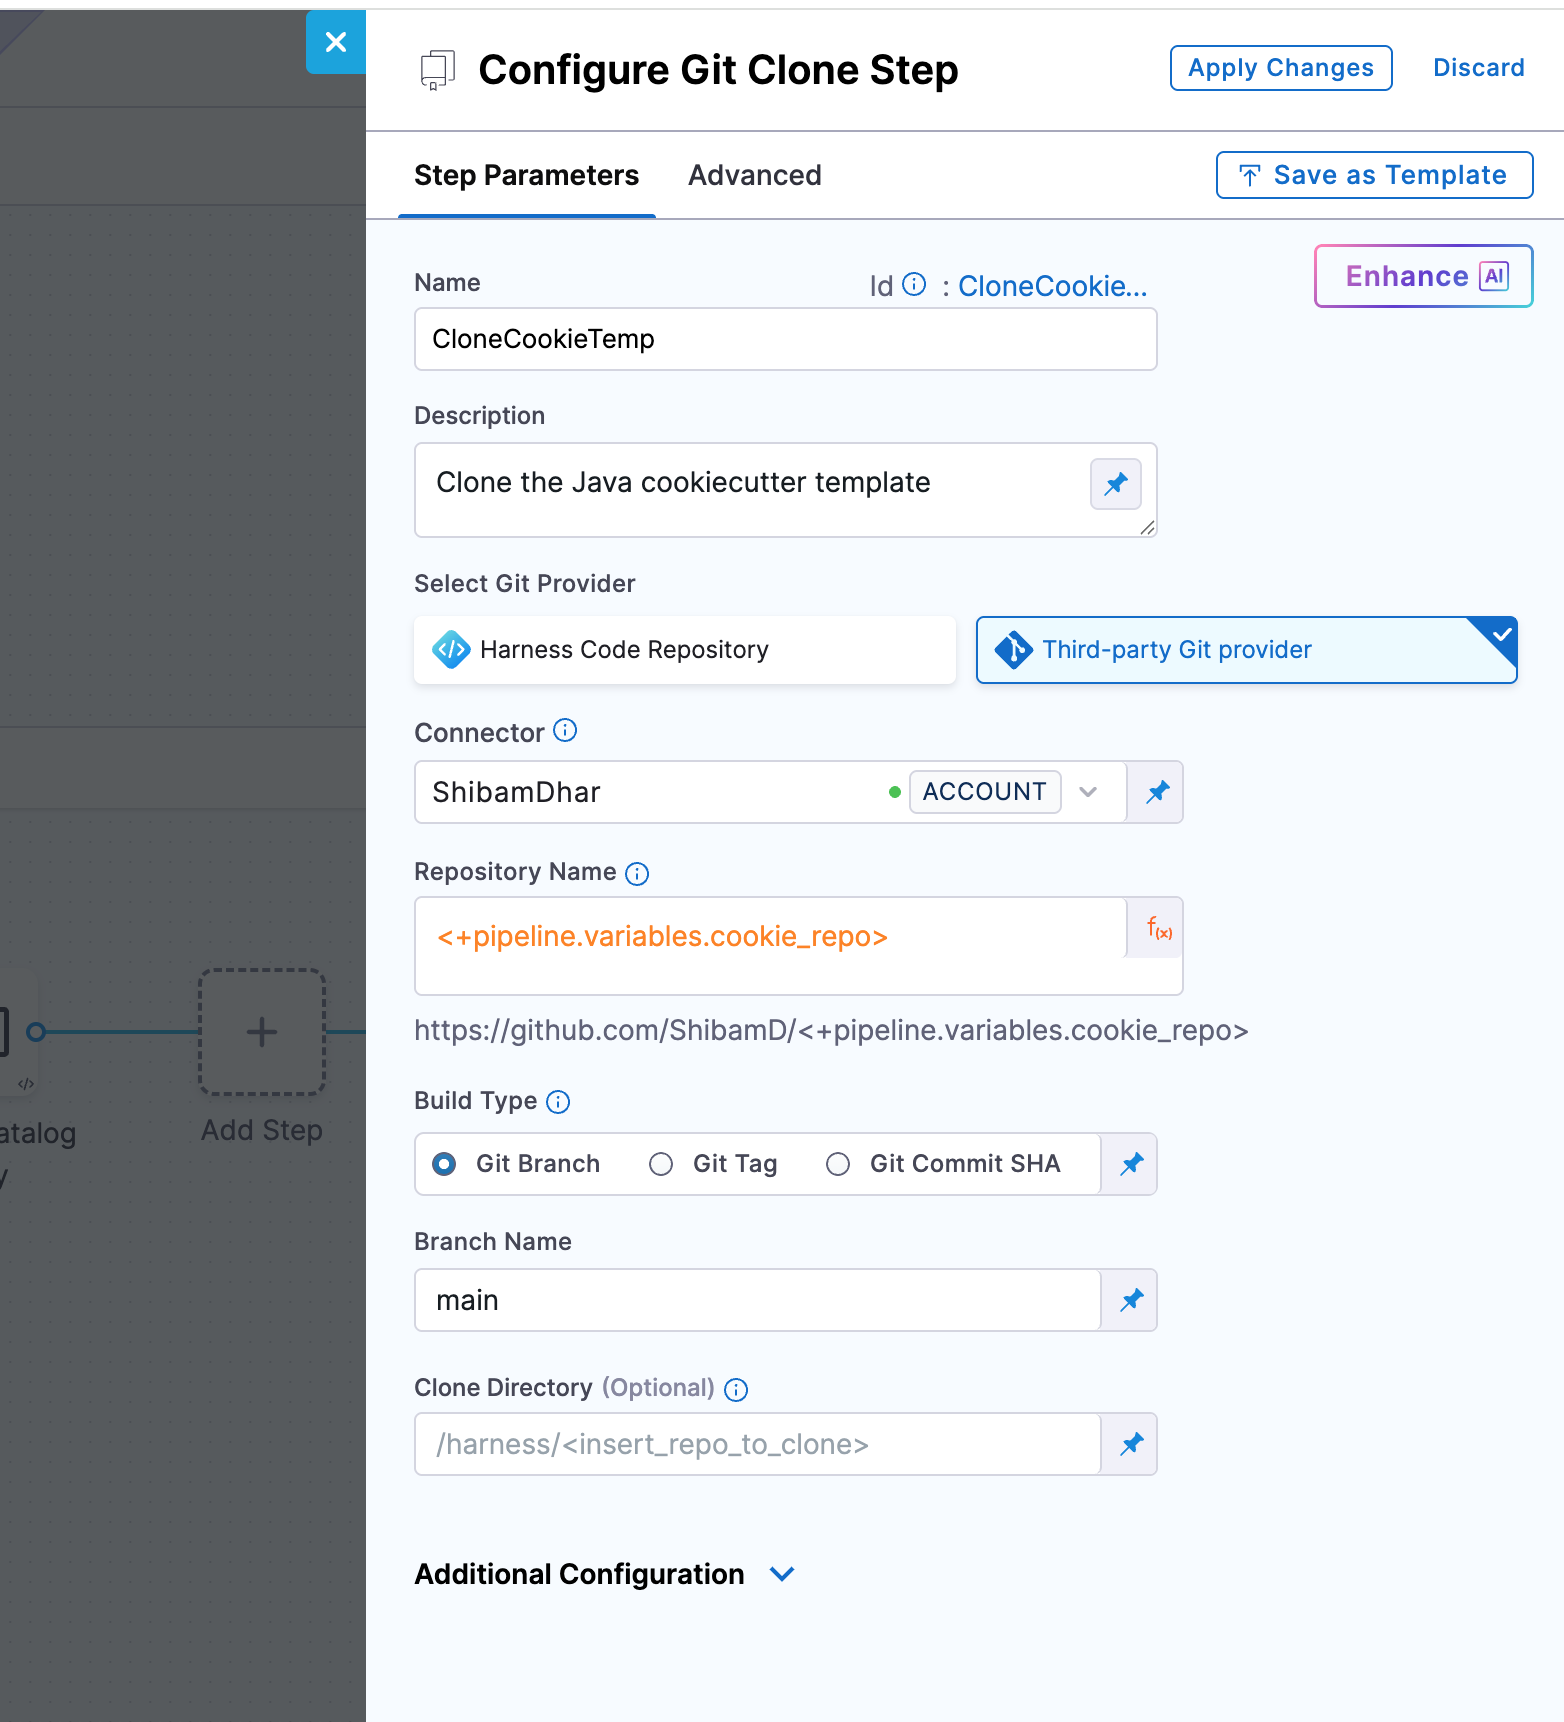 Configure Git Clone Step
Apply Changes
Discard
Step Parameters
Advanced
Save as Template
Name
Id : CloneCookie...
Enhance AI
CloneCookieTemp
Description
Clone the Java cookiecutter template
Select Git Provider
Harness Code Repository
Third-party Git provider
Connector
ShibamDhar
ACCOUNT
Repository Name
<+pipeline.variables.cookie_repo>
f(x)
https://github.com/ShibamD/<+pipeline.variables.cookie_repo>
Build Type
Git Branch
Git Tag
Git Commit SHA
Branch Name
main
Clone Directory (Optional)
/harness/<insert_repo_to_clone>
Additional Configuration
atalog
y
Add Step